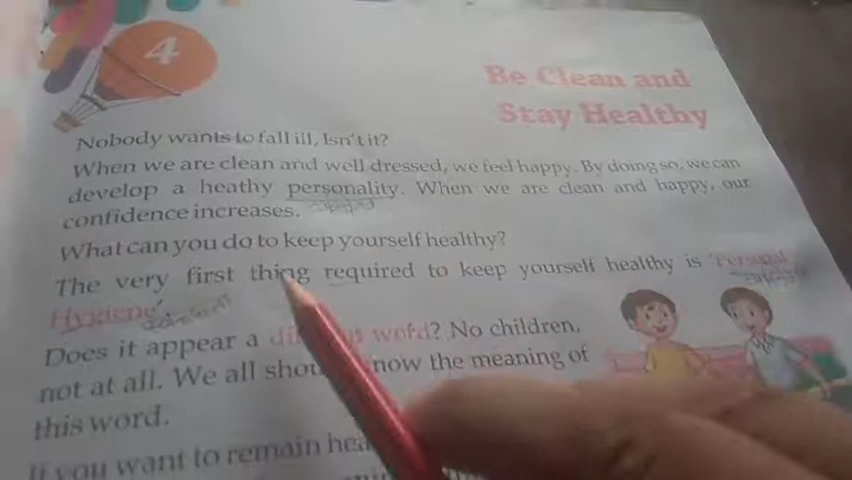 4
Be Clean and
Stay Healthy
Nobody wants to fall ill, Isn't it?
When we are clean and well dressed, we feel happy. By doing so, we can
develop a heathy personality. When we are clean and happy, our
confidence increases.
What can you do to keep yourself healthy?
The very first thing required to keep yourself healthy is 'Personal
Hygiene'.
Does it appear a word? No children,
not at all. We all should know the meaning of
this word.
If you want to remain